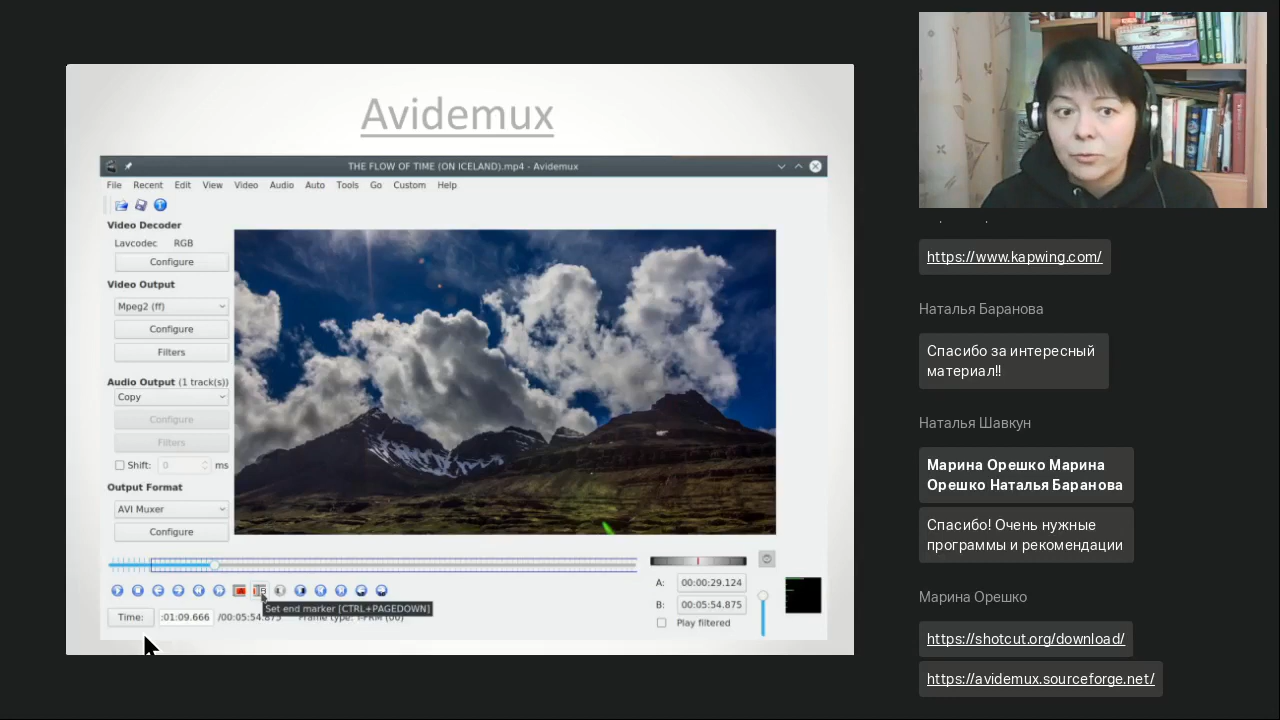 Avidemux
THE FLOW OF TIME (ON ICELAND).mp4 - Avidemux
File Recent Edit View Video Audio Auto Tools Go Custom Help
Video Decoder
Lavcodec RGB
Configure
Video Output
Mpeg2 (ff)
Configure
Filters
Audio Output (1 track(s))
Copy
Configure
Filters
Shift: 0 ms
Output Format
AVI Muxer
Configure
A: 00:00:29.124
B: 00:05:54.875
Play filtered
Set end marker [CTRL+PAGEDOWN]
Time: :01:09.666 /00:05:54.875 Frame type:
https://www.kapwing.com/
Наталья Баранова
Спасибо за интересный
материал!!
Наталья Шавкун
Марина Орешко Марина
Орешко Наталья Баранова
Спасибо! Очень нужные
программы и рекомендации
Марина Орешко
https://shotcut.org/download/
https://avidemux.sourceforge.net/